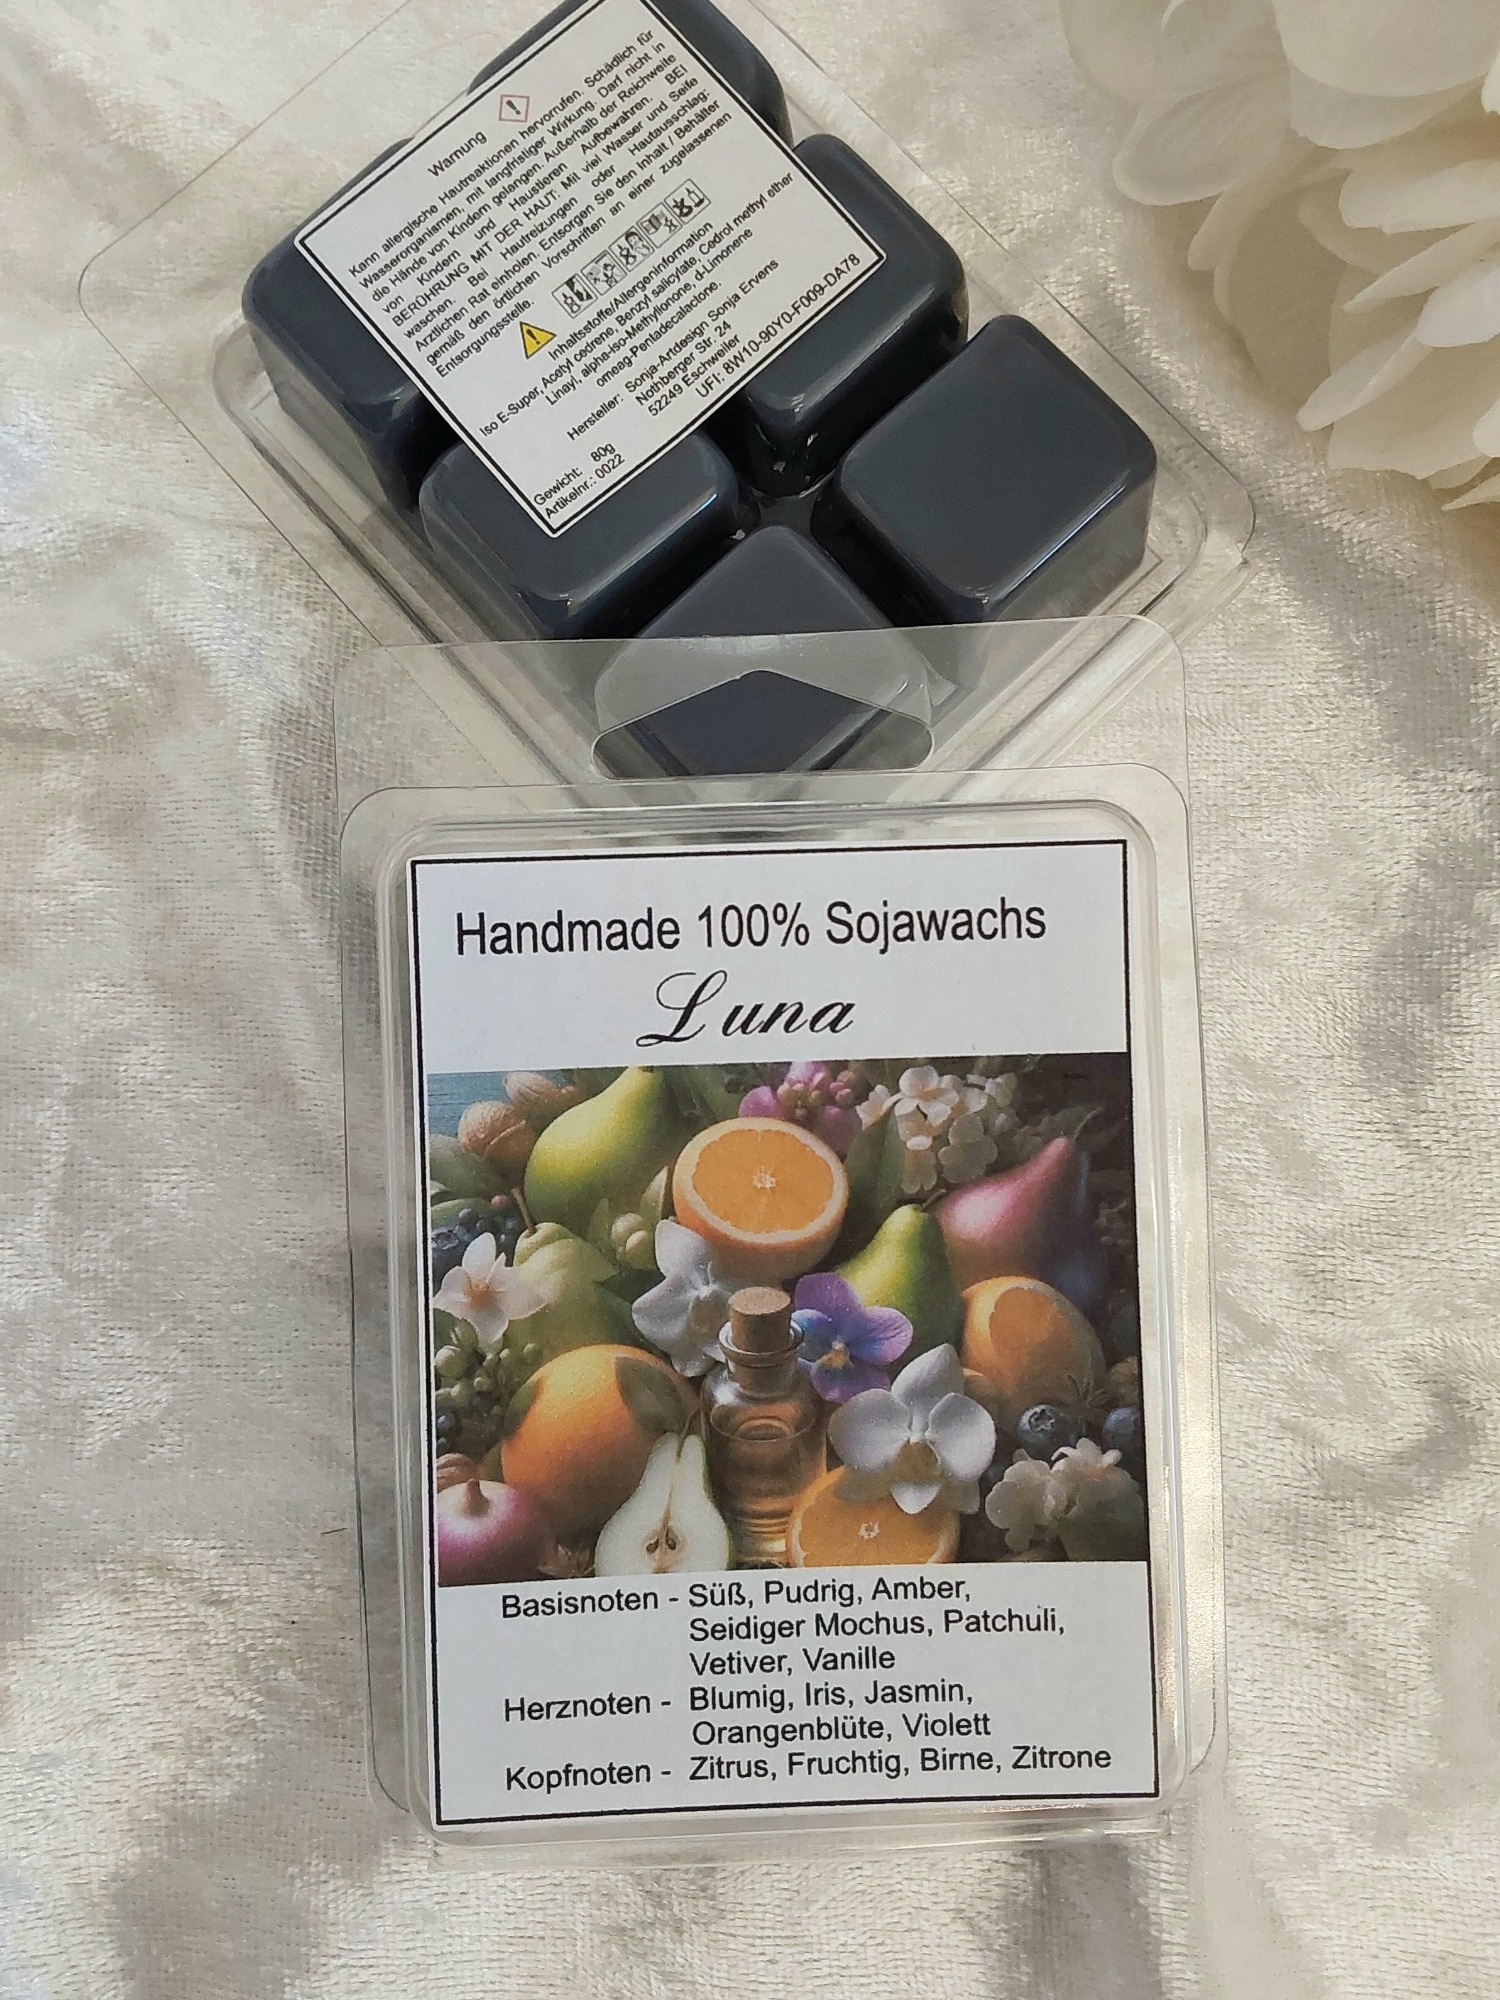 Warnung
Kann allergische Hautreaktionen hervorrufen. Schädlich für
Wasserorganismen, mit langfristiger Wirkung. Darf nicht in
die Hände von Kindern gelangen. Außerhalb der Reichweite
von Kindern und Haustieren Aufbewahren. BEI
BERÜHRUNG MIT DER HAUT: Mit viel Wasser und Seife
waschen. Bei Hautreizungen oder Hautausschlag:
Ärztlichen Rat einholen. Entsorgen Sie den Inhalt / Behälter
gemäß den örtlichen Vorschriften an einer zugelassenen
Entsorgungsstelle.
Inhaltsstoffe/Allergeninformation
Iso E-Super, Acetyl cedrene, Benzyl salicylate, Cedrol methyl ether
Linayl, alpha-iso-Methylionone, d-Limonene
omeag-Pentadecalaclone.
Hersteller: Sonja-Artdesign Sonja Ervens
Nothberger Str. 24
52249 Eschweiler
UFI: 8W10-90Y0-F009-DA78
Gewicht: 80g
Artikelnr.: 0022
Handmade 100% Sojawachs
Luna
Basisnoten - Süß, Pudrig, Amber,
Seidiger Mochus, Patchuli,
Vetiver, Vanille
Herznoten - Blumig, Iris, Jasmin,
Orangenblüte, Violett
Kopfnoten - Zitrus, Fruchtig, Birne, Zitrone